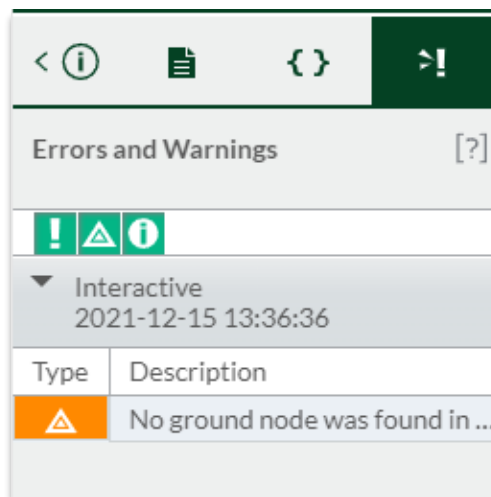 { }
Errors and Warnings [?]
Interactive
2021-12-15 13:36:36
Type Description
No ground node was found in ...